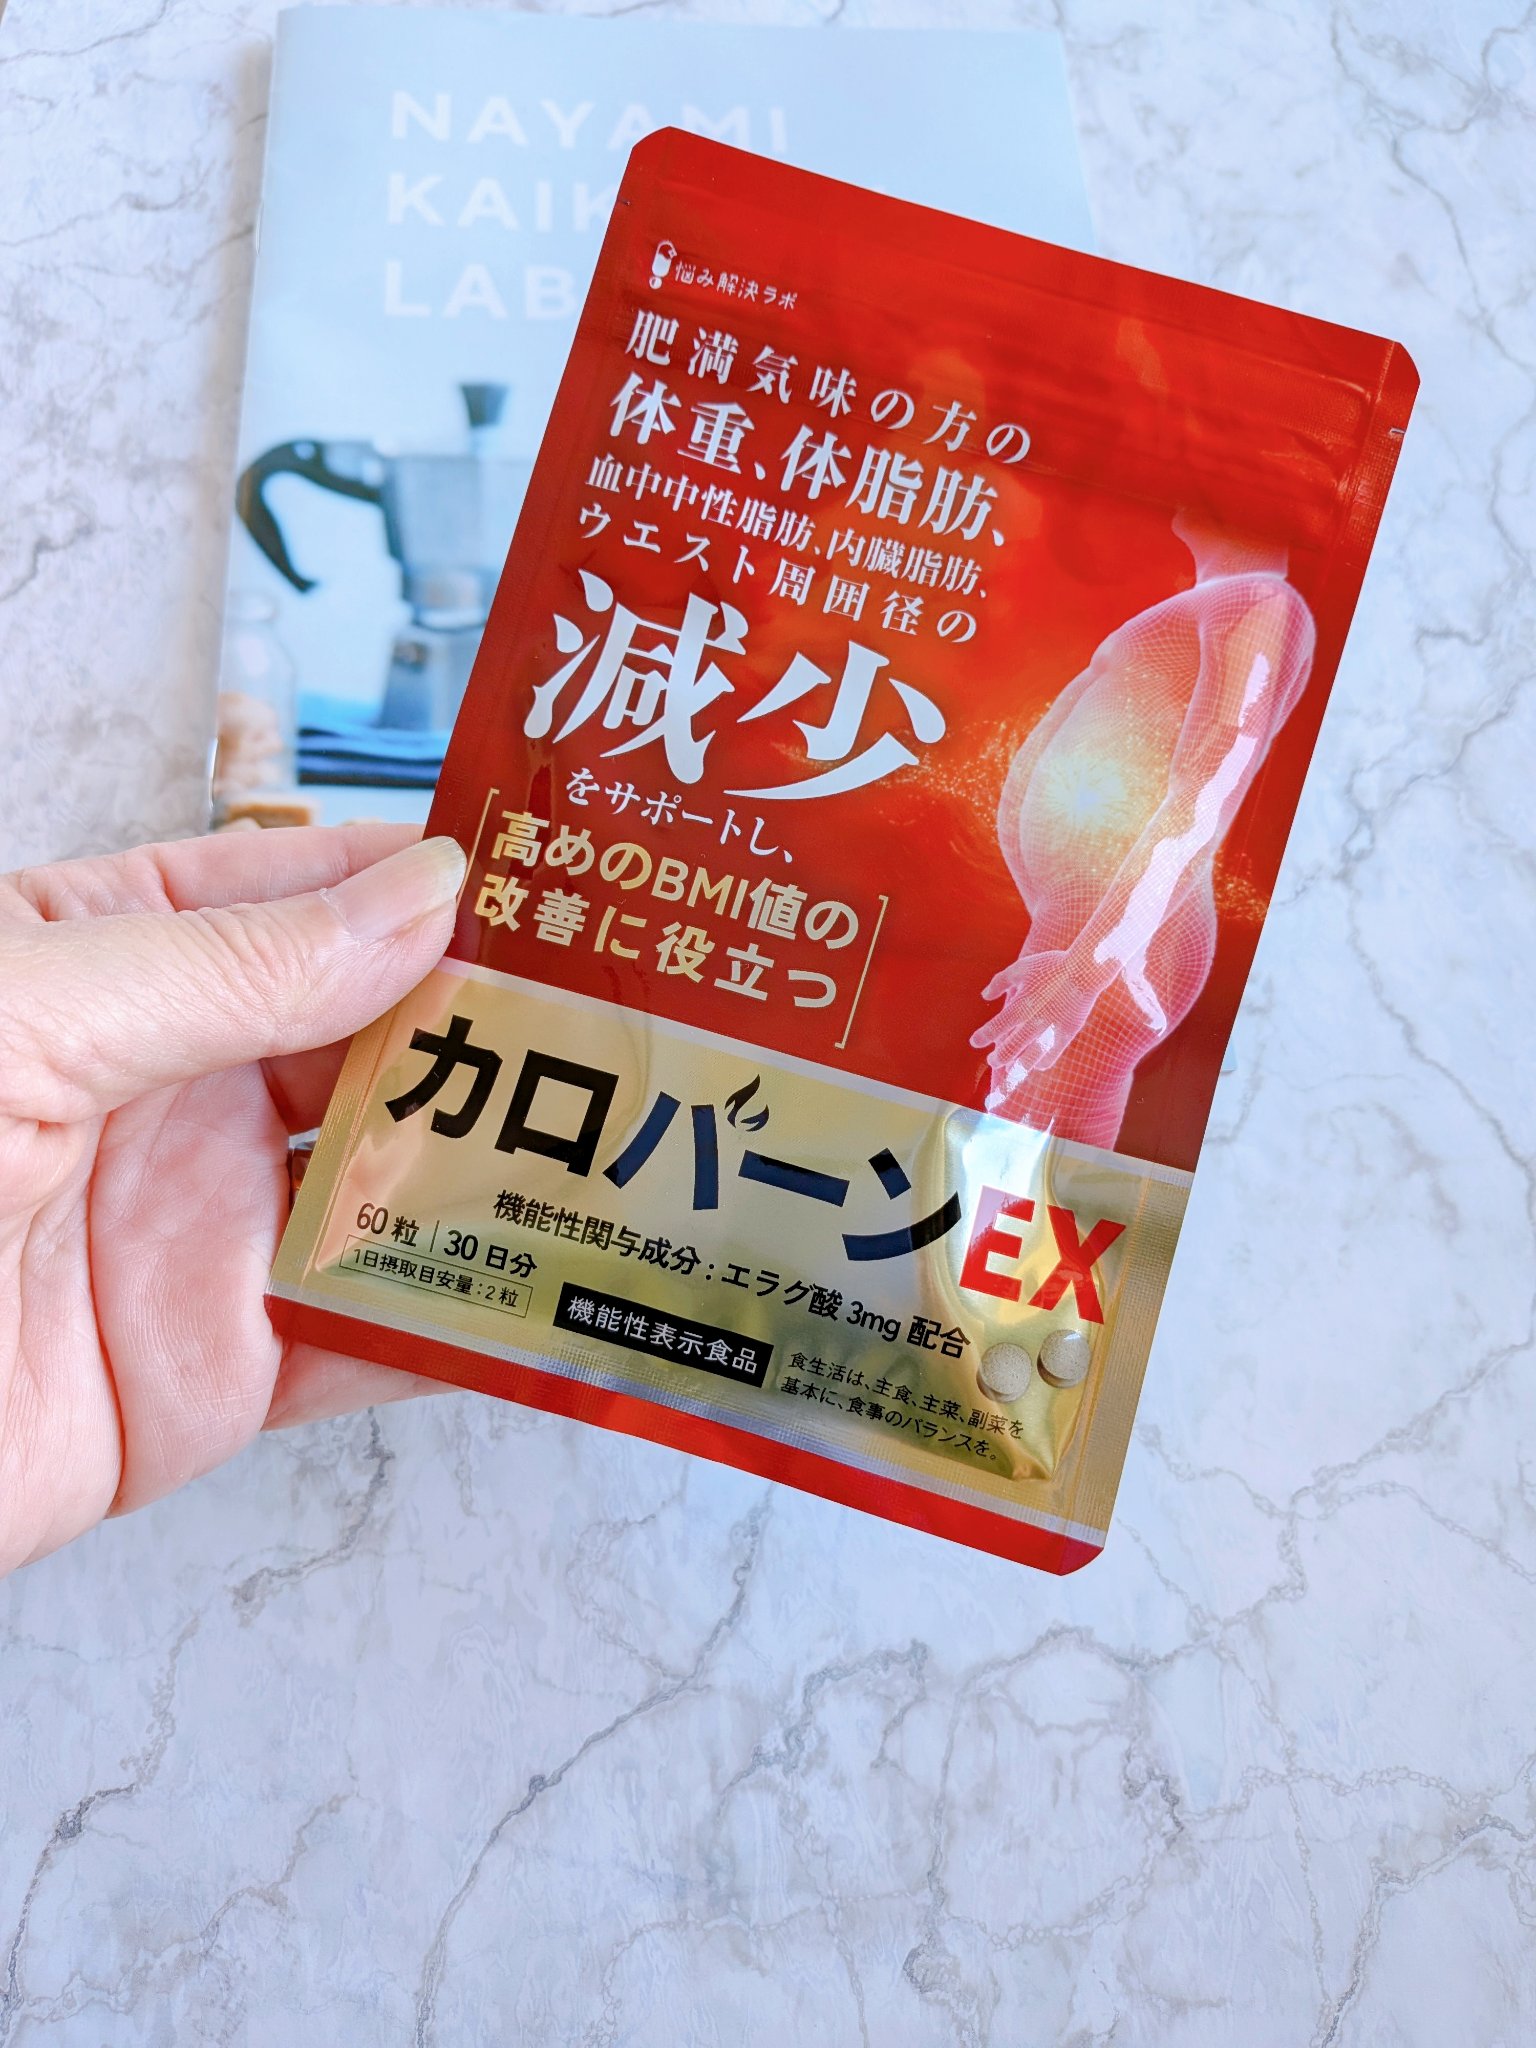 NAYAMI
KAIK
LAB
悩み解決ラボ
肥満気味の方の
体重、体脂肪、
血中中性脂肪、内臓脂肪、
ウエスト周囲径の
減少
をサポートし、
高めのBMI値の
改善に役立つ
カロバーンEX
機能性関与成分:エラグ酸 3mg 配合
60粒 | 30日分
1日摂取目安量:2粒
機能性表示食品
食生活は、主食、主菜、副菜を
基本に、食事のバランスを。